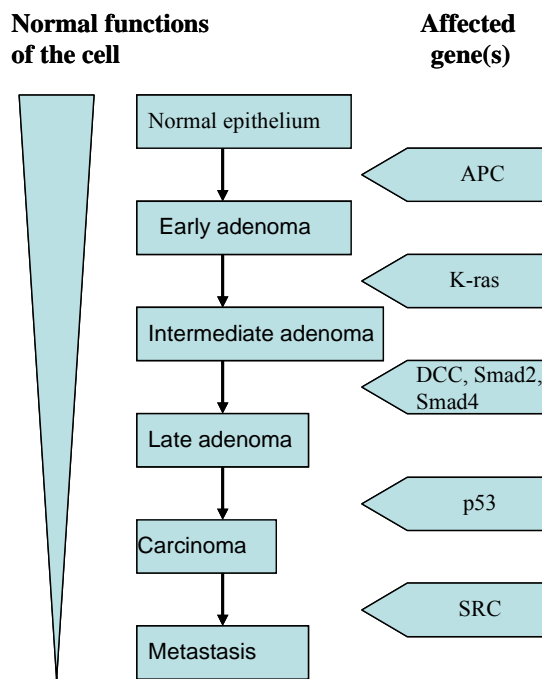 Normal functions
of the cell
Affected
gene(s)
Normal epithelium
APC
Early adenoma
K-ras
Intermediate adenoma
DCC, Smad2,
Smad4
Late adenoma
p53
Carcinoma
SRC
Metastasis